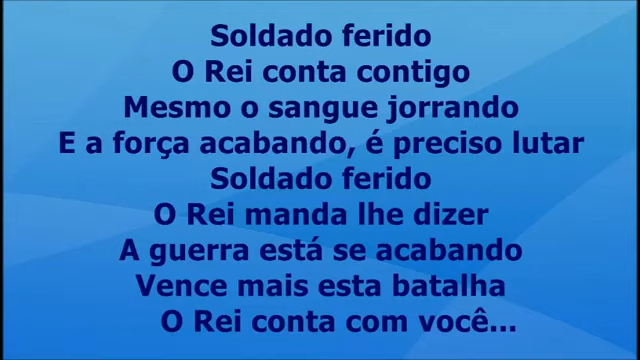 Soldado ferido
O Rei conta contigo
Mesmo o sangue jorrando
E a força acabando, é preciso lutar
Soldado ferido
O Rei manda lhe dizer
A guerra está se acabando
Vence mais esta batalha
O Rei conta com você...